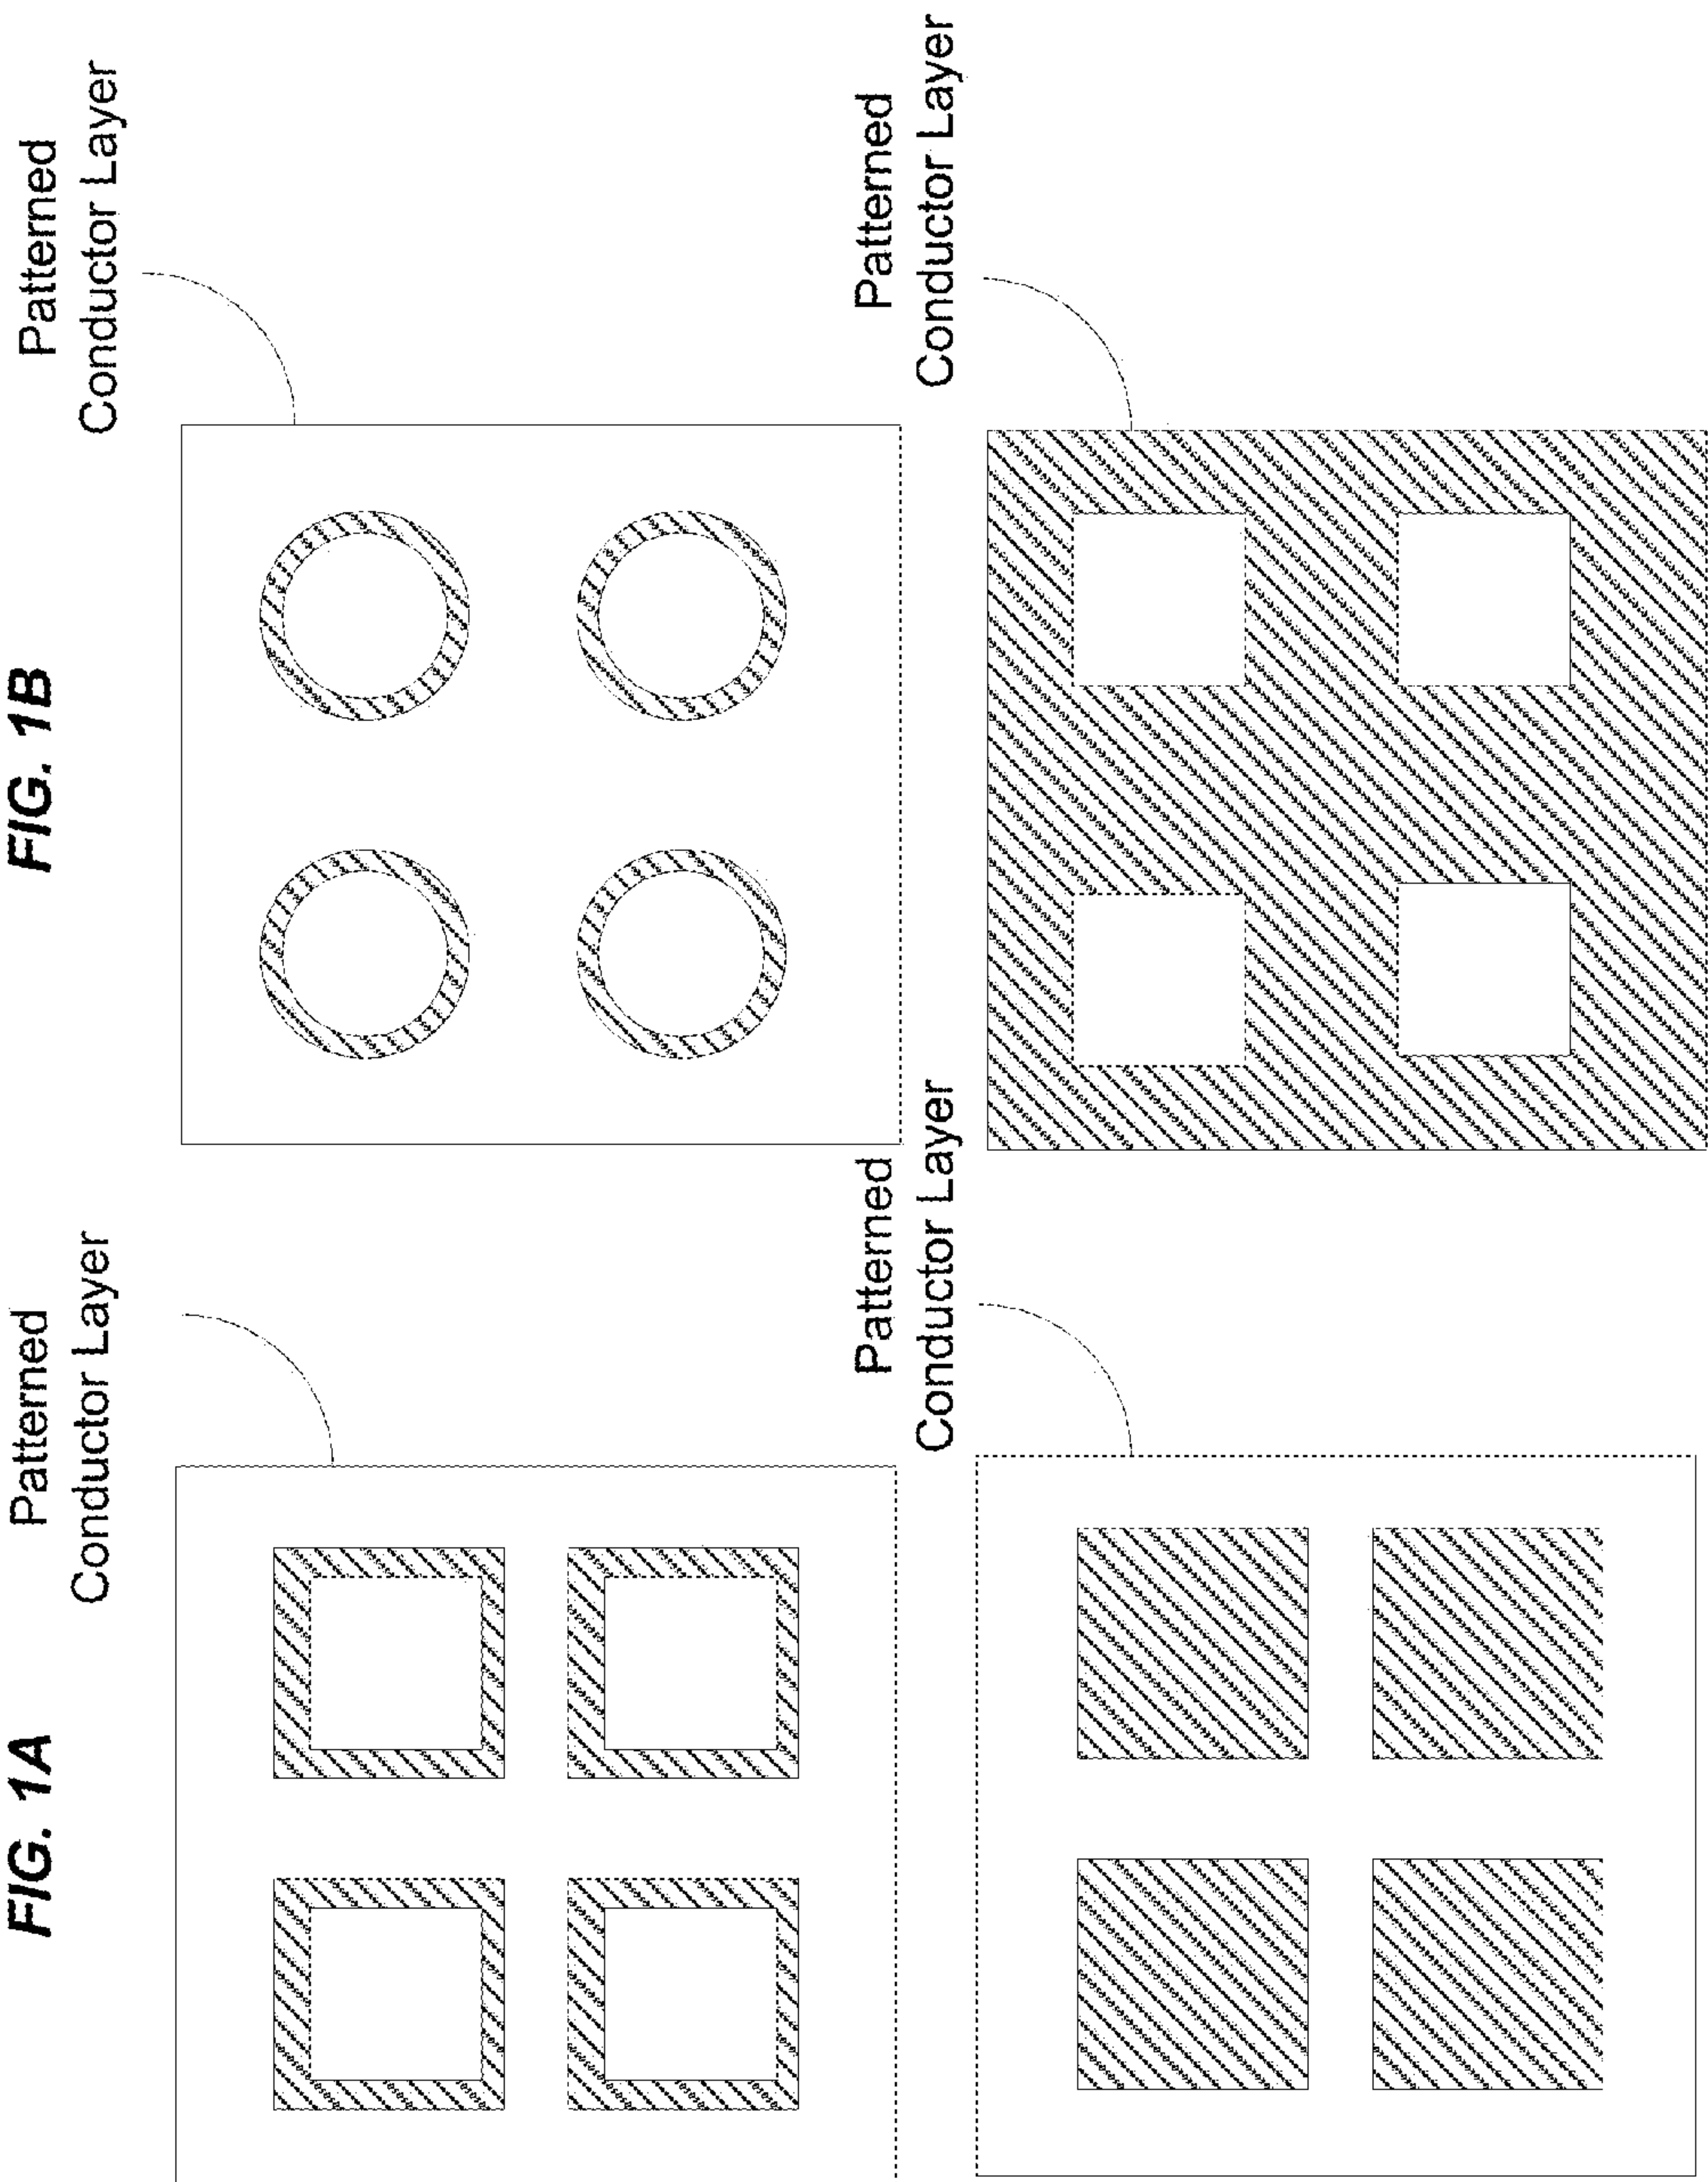 FIG. 1A
Patterned
Conductor Layer
FIG. 1B
Patterned
Conductor Layer
Patterned
Conductor Layer
Patterned
Conductor Layer